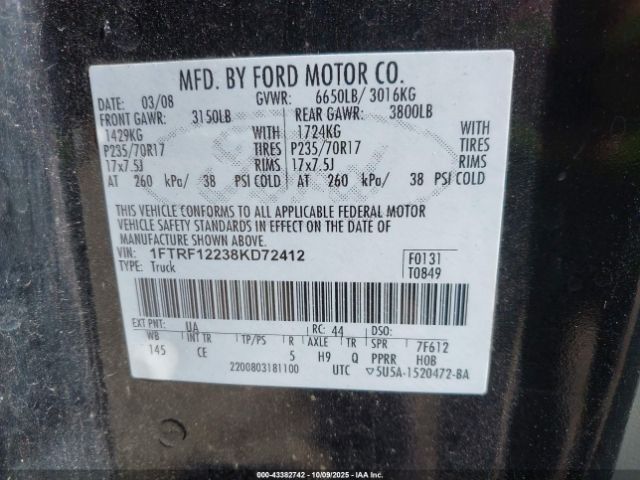 MFD. BY FORD MOTOR CO.
DATE: 03/08 GVWR: 6650LB/ 3016KG
FRONT GAWR: 3150LB REAR GAWR: 3800LB
1429KG WITH 1724KG WITH
P235/70R17 TIRES P235/70R17 TIRES
17x7.5J RIMS 17x7.5J RIMS
AT 260 kPa/ 38 PSI COLD AT 260 kPa/ 38 PSI COLD
THIS VEHICLE CONFORMS TO ALL APPLICABLE FEDERAL MOTOR
VEHICLE SAFETY STANDARDS IN EFFECT ON THE DATE OF
MANUFACTURE SHOWN ABOVE.
VIN: 1FTRF12238KD72412 F0131
TYPE: Truck T0849
EXT PNT: UA RC: 44 DSO:
WB INT TR TP/PS R AXLE TR SPR 7F612
145 CE 5 H9 Q PPRR H0B
2200803181100 UTC ▽5U5A-1520472-BA
200-43382742 | 10/09/2025 | IAAI.CA